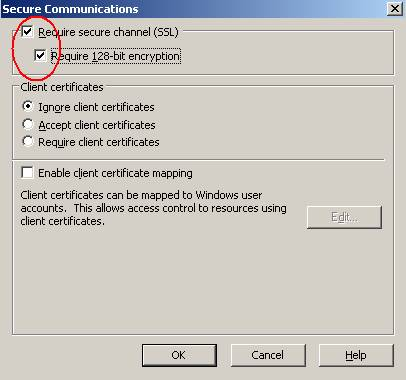 Secure Communications
Require secure channel (SSL)
Require 128-bit encryption
Client certificates
Ignore client certificates
Accept client certificates
Require client certificates
Enable client certificate mapping
Client certificates can be mapped to Windows user
accounts. This allows access control to resources using
client certificates.
Edit...
OK
Cancel
Help